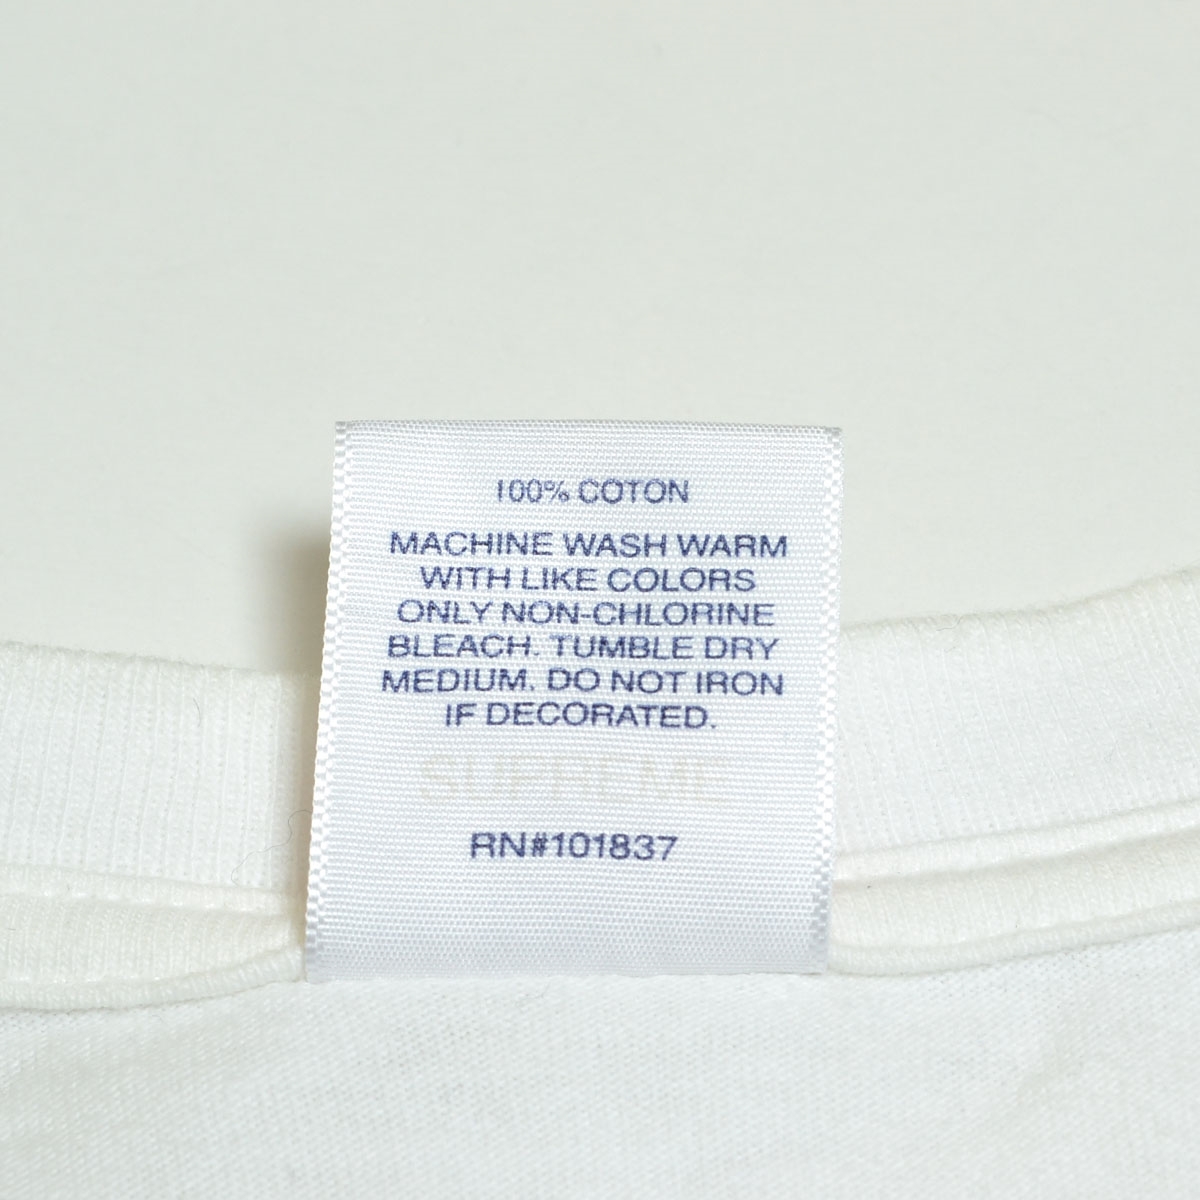 100% COTON
MACHINE WASH WARM
WITH LIKE COLORS
ONLY NON-CHLORINE
BLEACH. TUMBLE DRY
MEDIUM. DO NOT IRON
IF DECORATED.
SUPREME
RN#101837